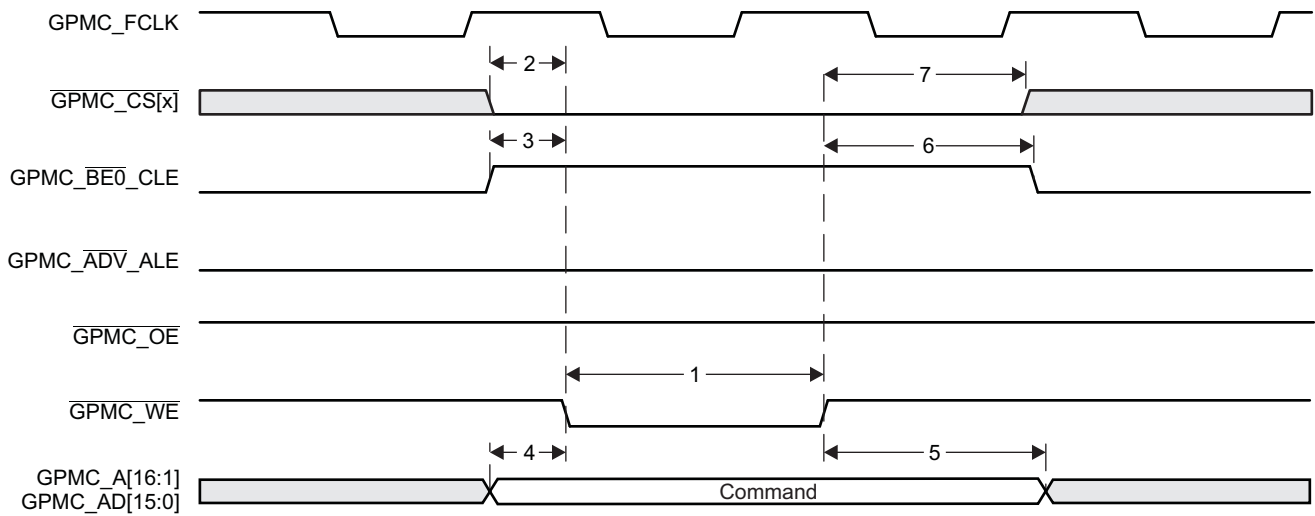 GPMC_FCLK
2
7
GPMC_CS[x]
3
6
GPMC_BE0_CLE
GPMC_ADV_ALE
GPMC_OE
1
GPMC_WE
4
5
GPMC_A[16:1]
GPMC_AD[15:0]
Command